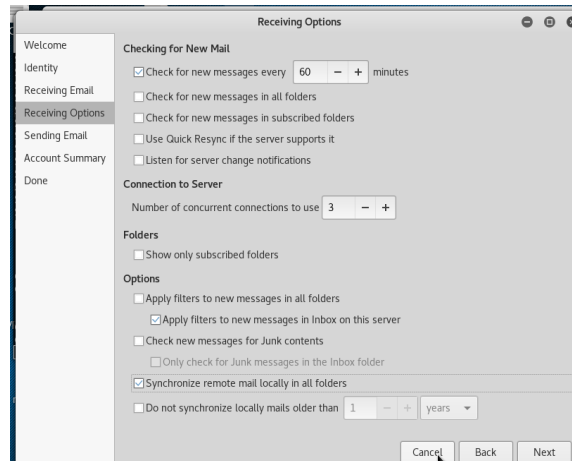 Receiving Options
Welcome
Identity
Receiving Email
Receiving Options
Sending Email
Account Summary
Done
Checking for New Mail
Check for new messages every 60 − + minutes
Check for new messages in all folders
Check for new messages in subscribed folders
Use Quick Resync if the server supports it
Listen for server change notifications
Connection to Server
Number of concurrent connections to use 3 − +
Folders
Show only subscribed folders
Options
Apply filters to new messages in all folders
Apply filters to new messages in Inbox on this server
Check new messages for Junk contents
Only check for Junk messages in the Inbox folder
Synchronize remote mail locally in all folders
Do not synchronize locally mails older than 1 − + years
Cancel Back Next